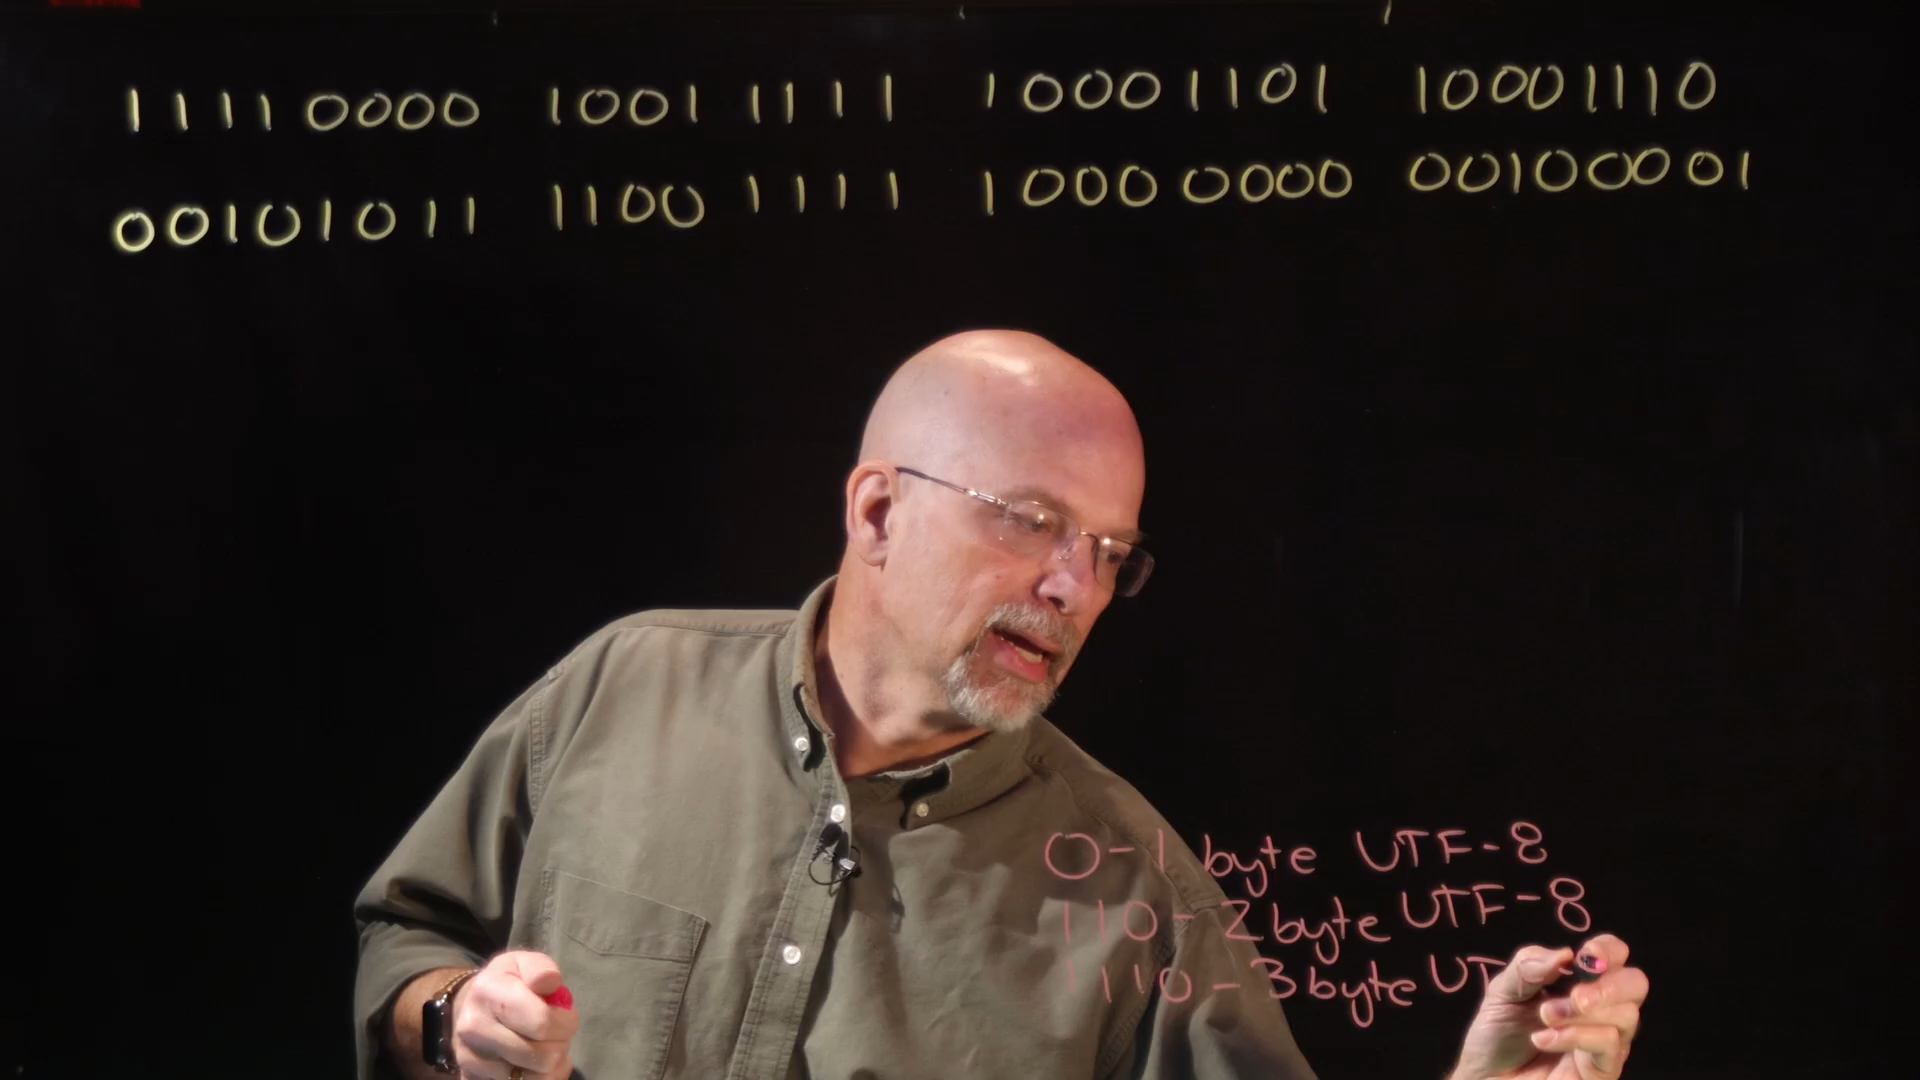 11110000 10011111 10001101 10001110
00101011 11001111 10000000 00100001
0-1 byte UTF-8
110-2 byte UTF-8
1110-3 byte